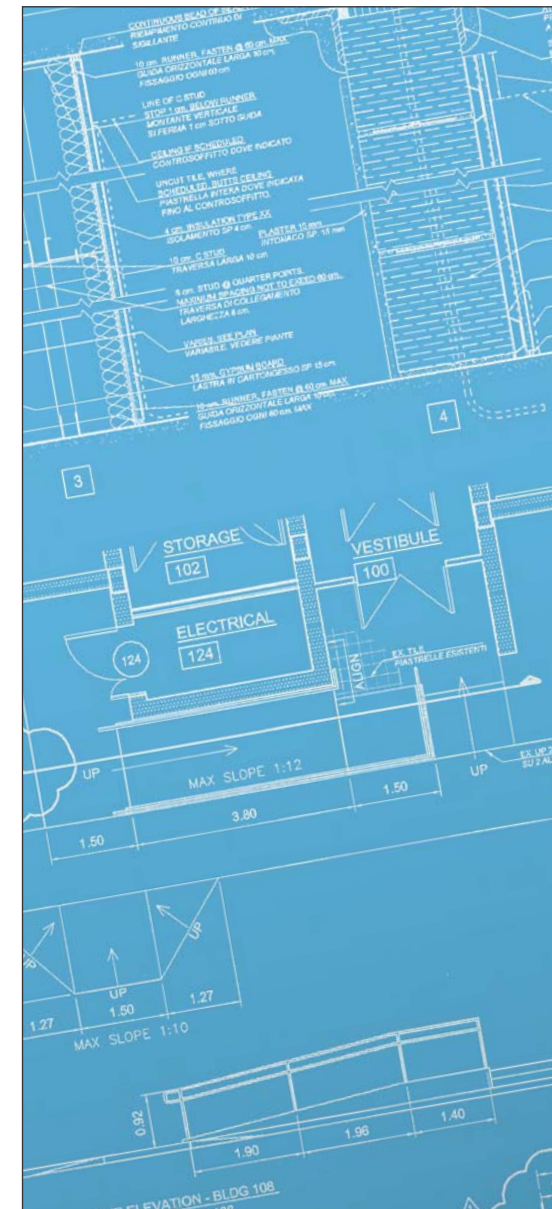 CONTINUOUS BEAD OF
RIEMPIMENTO CONTINUO DI
SIGILLANTE
10 cm. RUNNER, FASTEN @ 60 cm. MAX
GUIDA ORIZZONTALE LARGA 10 cm.
FISSAGGIO OGNI 60 cm
LINE OF C STUD
STOP 1 cm. BELOW RUNNER
MONTANTE VERTICALE
SI FERMA 1 cm SOTTO GUIDA
CEILING IF SCHEDULED
CONTROSOFFITTO DOVE INDICATO
UNCUT TILE, WHERE
SCHEDULED, BUTTS CEILING
PIASTRELLA INTERA DOVE INDICATA
FINO AL CONTROSOFFITTO.
4 cm. INSULATION TYPE XX
ISOLAMENTO SP 4 cm.
PLASTER 15 mm
INTONACO SP. 15 mm
10 cm. C STUD
TRAVERSA LARGA 10 cm
STUD @ QUARTER POINTS.
MAXIMUM SPACING NOT TO EXCEED 60 cm.
TRAVERSA DI COLLEGAMENTO
LARGHEZZA
VARIES, SEE PLAN
VARIABILE. VEDERE PIANTE
15 mm. GYPSUM BOARD
LASTRA IN CARTONGESSO SP 15 cm.
10 cm. RUNNER, FASTEN @ 60 cm. MAX
GUIDA ORIZZONTALE LARGA
FISSAGGIO OGNI 60 cm. MAX
3
4
STORAGE
102
VESTIBULE
100
ELECTRICAL
124
124
ALIGN
EX. TILE
PIASTRELLE ESISTENTI
UP
MAX SLOPE 1:12
UP
EX. UP
SU 2
1.50
3.80
1.50
UP
UP
UP
1.27
1.50
1.27
MAX SLOPE 1:10
0.92
1.90
1.96
1.40
ELEVATION - BLDG 108